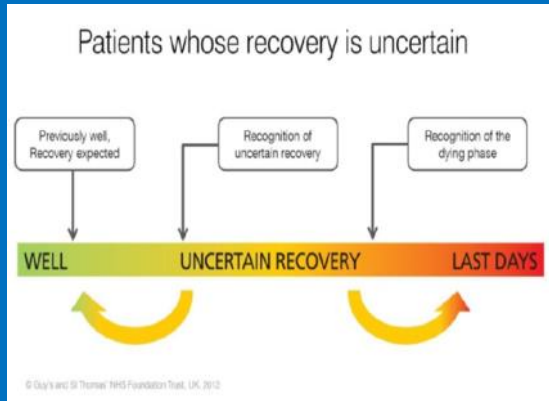 Patients whose recovery is uncertain
Previously well,
Recovery expected
Recognition of
uncertain recovery
Recognition of the
dying phase
WELL
UNCERTAIN RECOVERY
LAST DAYS
© Guy's and St Thomas' NHS Foundation Trust, UK, 2012